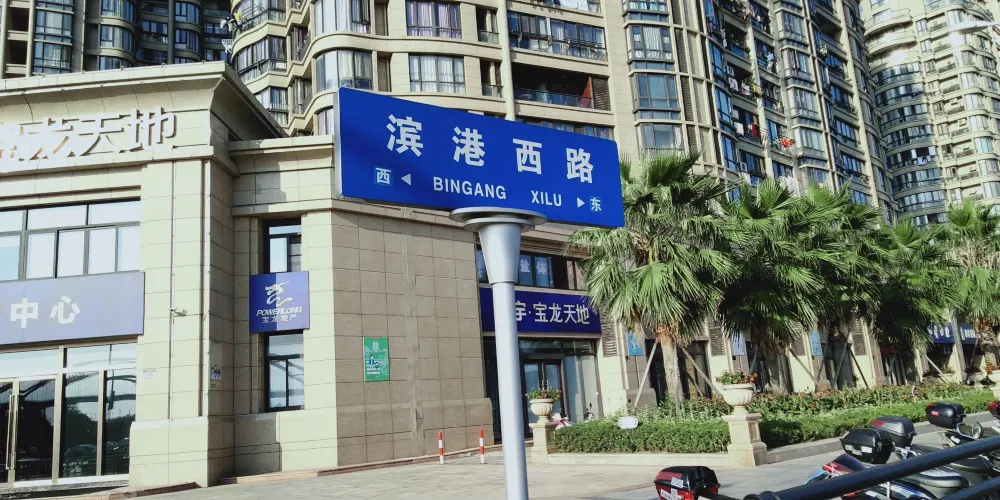 龙天地
滨港西路
西 BINGANG XILU 东
中心
POWERLONG
宝龙地产
宇·宝龙天地